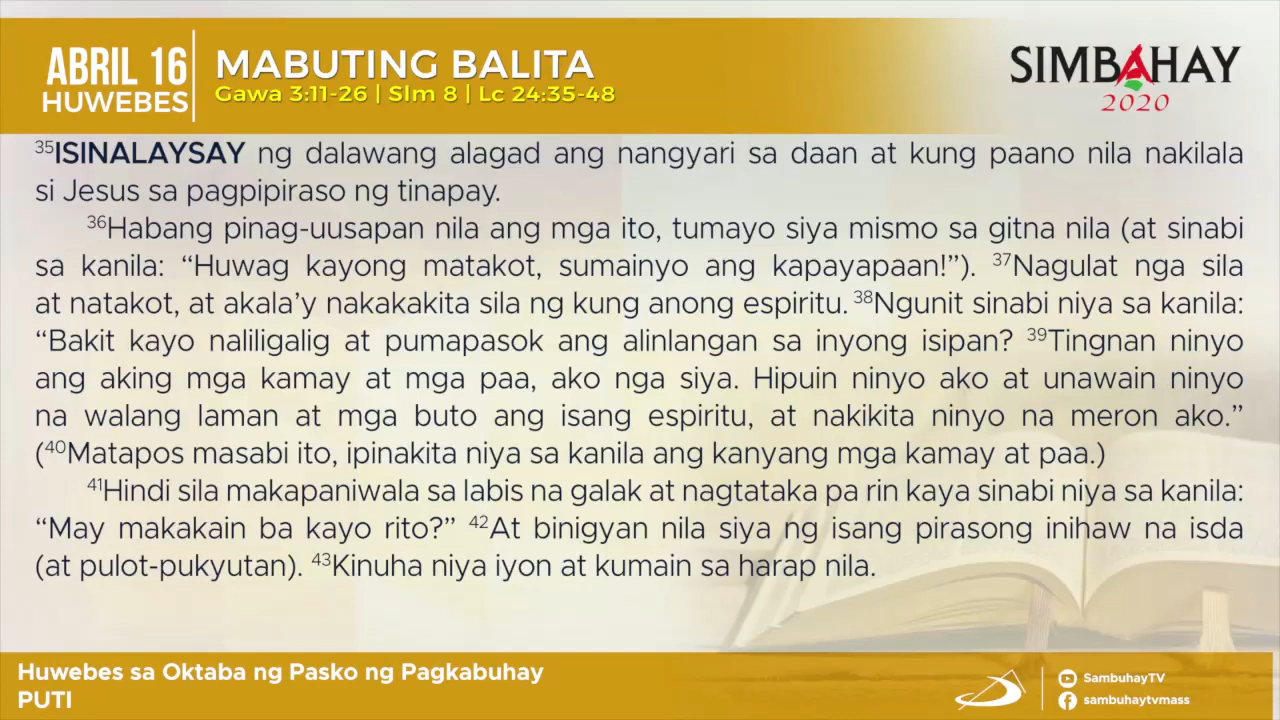 ABRIL 16
HUWEBES
MABUTING BALITA
Gawa 3:11-26 | Slm 8 | Lc 24:35-48
SIMBAHAY
2020
35ISINALAYSAY ng dalawang alagad ang nangyari sa daan at kung paano nila nakilala
si Jesus sa pagpipiraso ng tinapay.
36Habang pinag-uusapan nila ang mga ito, tumayo siya mismo sa gitna nila (at sinabi
sa kanila: “Huwag kayong matakot, sumainyo ang kapayapaan!”). 37Nagulat nga sila
at natakot, at akala’y nakakakita sila ng kung anong espiritu. 38Ngunit sinabi niya sa kanila:
“Bakit kayo naliligalig at pumapasok ang alinlangan sa inyong isipan? 39Tingnan ninyo
ang aking mga kamay at mga paa, ako nga siya. Hipuin ninyo ako at unawain ninyo
na walang laman at mga buto ang isang espiritu, at nakikita ninyo na meron ako.”
(40Matapos masabi ito, ipinakita niya sa kanila ang kanyang mga kamay at paa.)
41Hindi sila makapaniwala sa labis na galak at nagtataka pa rin kaya sinabi niya sa kanila:
“May makakain ba kayo rito?” 42At binigyan nila siya ng isang pirasong inihaw na isda
(at pulot-pukyutan). 43Kinuha niya iyon at kumain sa harap nila.
Huwebes sa Oktaba ng Pasko ng Pagkabuhay
PUTI
SambuhayTV
sambuhaytvmass